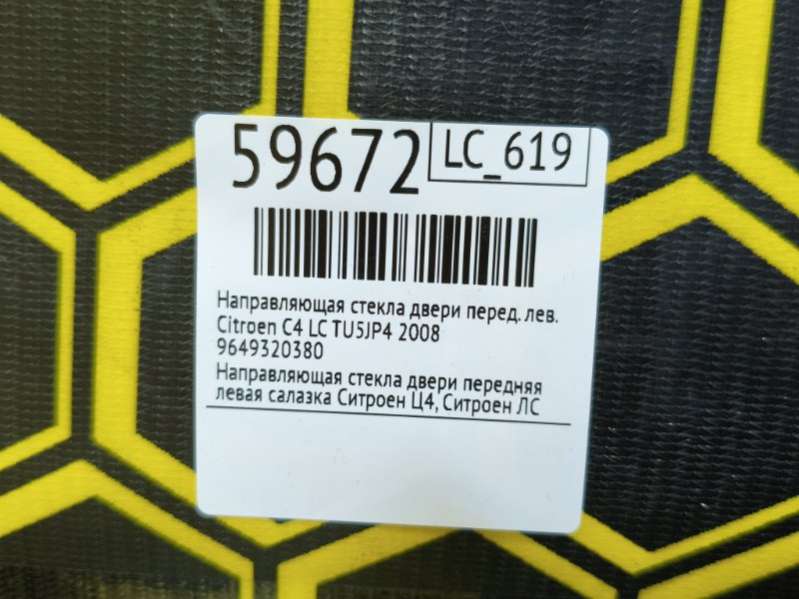 59672
LC_619
Направляющая стекла двери перед. лев.
Citroen C4 LC TU5JP4 2008
9649320380
Направляющая стекла двери передняя
левая салазка Ситроен Ц4, Ситроен ЛС